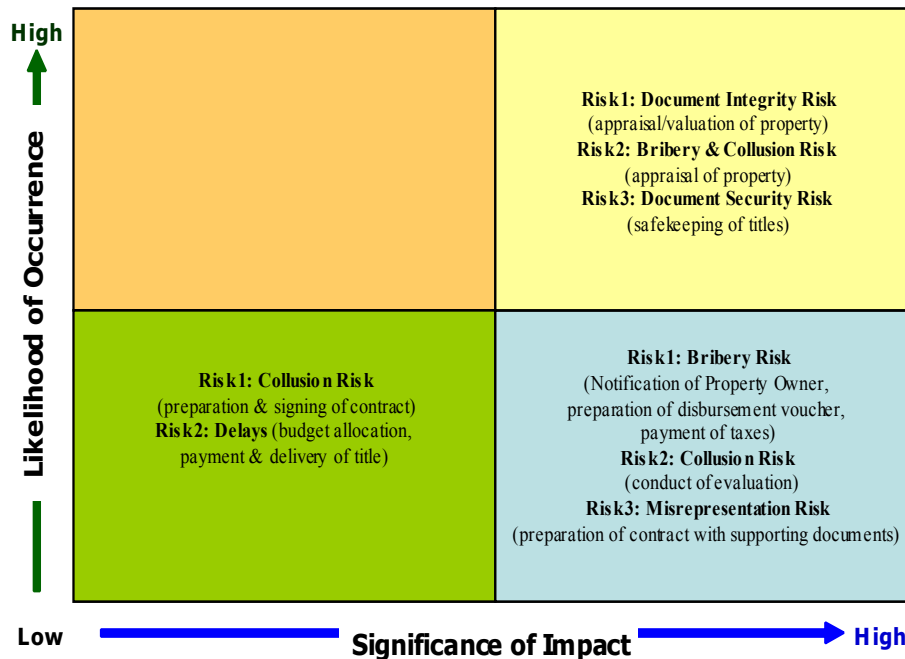 High
Likelihood of Occurrence
Risk1: Document Integrity Risk
(appraisal/valuation of property)
Risk2: Bribery & Collusion Risk
(appraisal of property)
Risk3: Document Security Risk
(safekeeping of titles)
Risk1: Collusion Risk
(preparation & signing of contract)
Risk2: Delays (budget allocation,
payment & delivery of title)
Risk1: Bribery Risk
(Notification of Property Owner,
preparation of disbursement voucher,
payment of taxes)
Risk2: Collusion Risk
(conduct of evaluation)
Risk3: Misrepresentation Risk
(preparation of contract with supporting documents)
Low
Significance of Impact
High